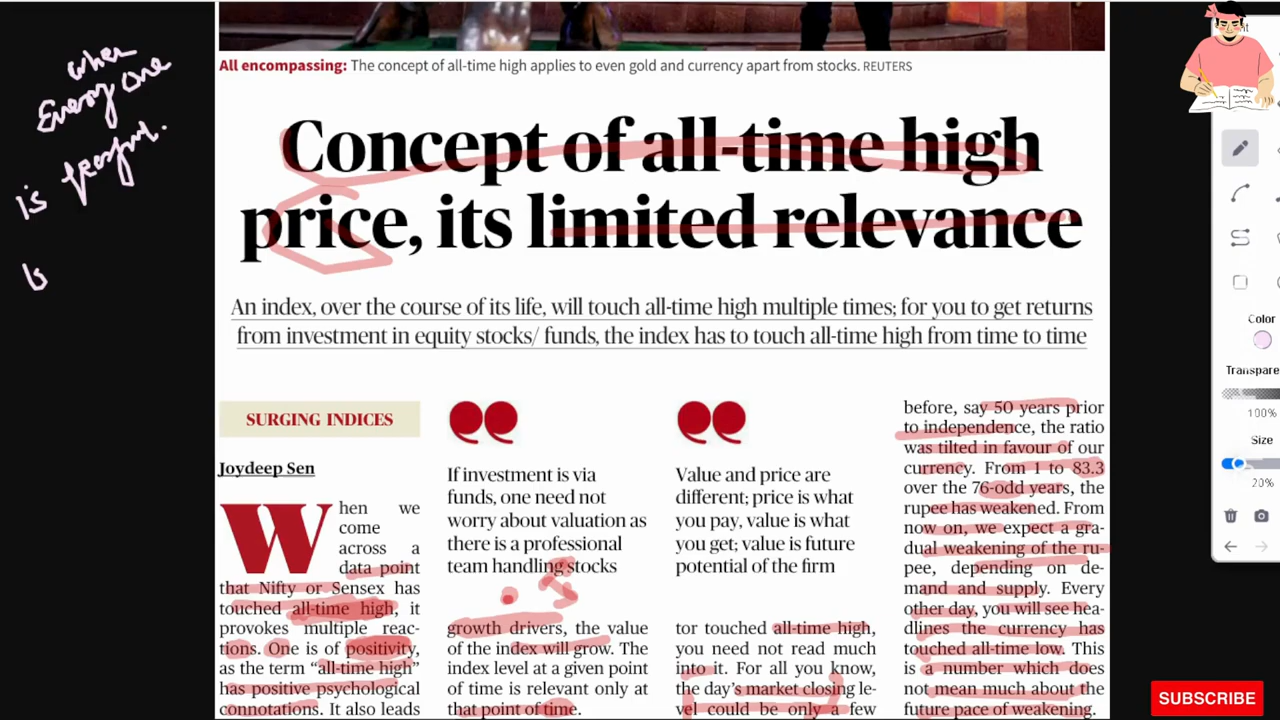 when
Every one
is fearful.
All encompassing: The concept of all-time high applies to even gold and currency apart from stocks. REUTERS
Concept of all-time high
price, its limited relevance
An index, over the course of its life, will touch all-time high multiple times; for you to get returns
from investment in equity stocks/ funds, the index has to touch all-time high from time to time
SURGING INDICES
Joydeep Sen
When we
come
across a
data point
that Nifty or Sensex has
touched all-time high, it
provokes multiple reac-
tions. One is of positivity,
as the term “all-time high”
has positive psychological
connotations. It also leads
If investment is via
funds, one need not
worry about valuation as
there is a professional
team handling stocks
growth drivers, the value
of the index will grow. The
index level at a given point
of time is relevant only at
that point of time.
Value and price are
different; price is what
you pay, value is what
you get; value is future
potential of the firm
tor touched all-time high,
you need not read much
into it. For all you know,
the day’s market closing le-
vel could be only a few
before, say 50 years prior
to independence, the ratio
was tilted in favour of our
currency. From 1 to 83.3
over the 76-odd years, the
rupee has weakened. From
now on, we expect a gra-
dual weakening of the ru-
pee, depending on de-
mand and supply. Every
other day, you will see hea-
dlines the currency has
touched all-time low. This
is a number which does
not mean much about the
future pace of weakening.
Color
Transpare
100%
Size
20%
SUBSCRIBE